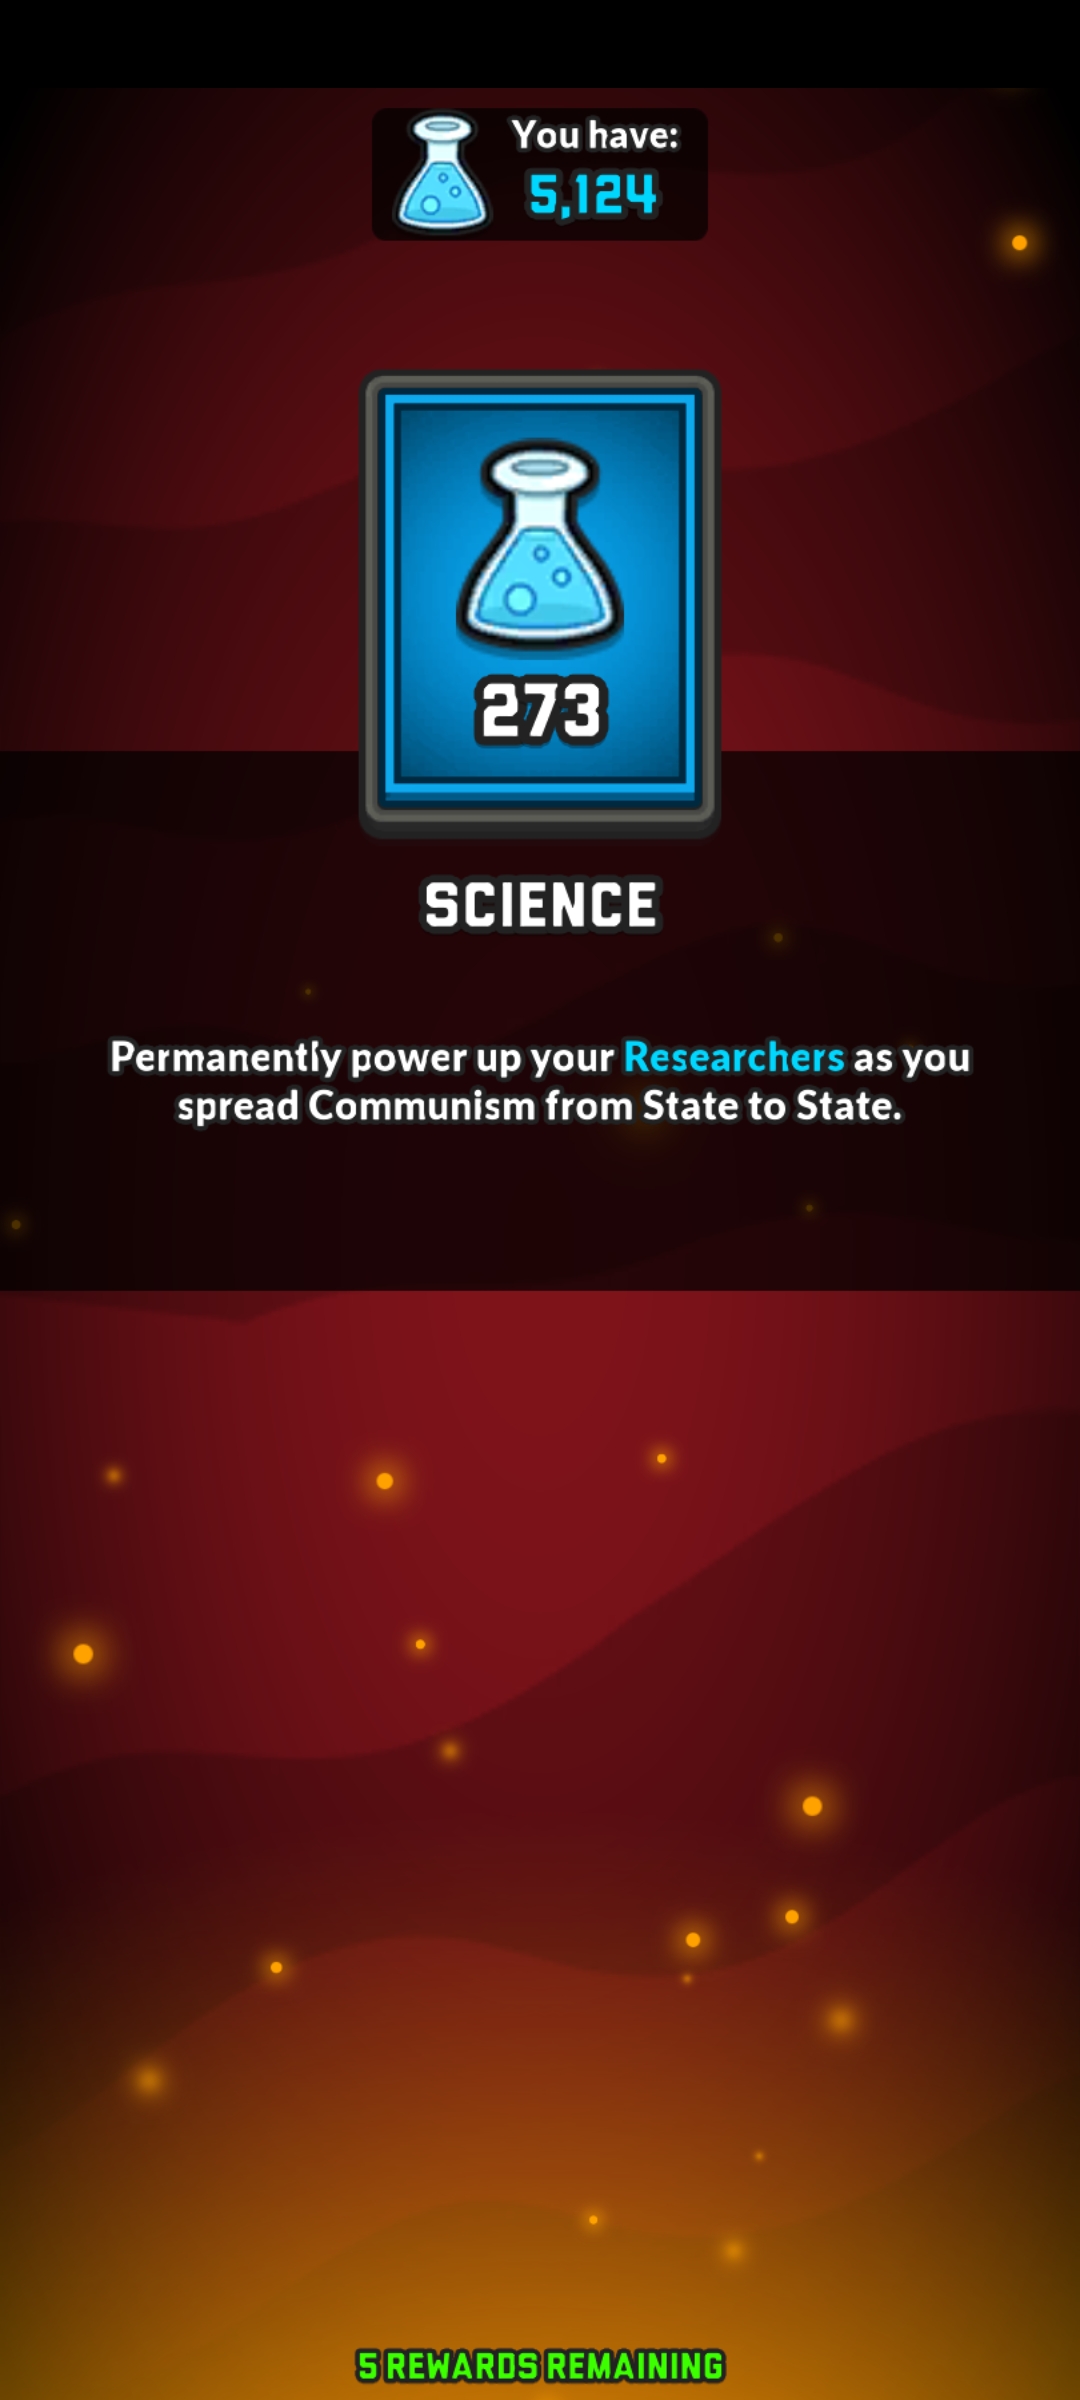 You have:
5,124
273
SCIENCE
Permanently power up your Researchers as you
spread Communism from State to State.
5 REWARDS REMAINING